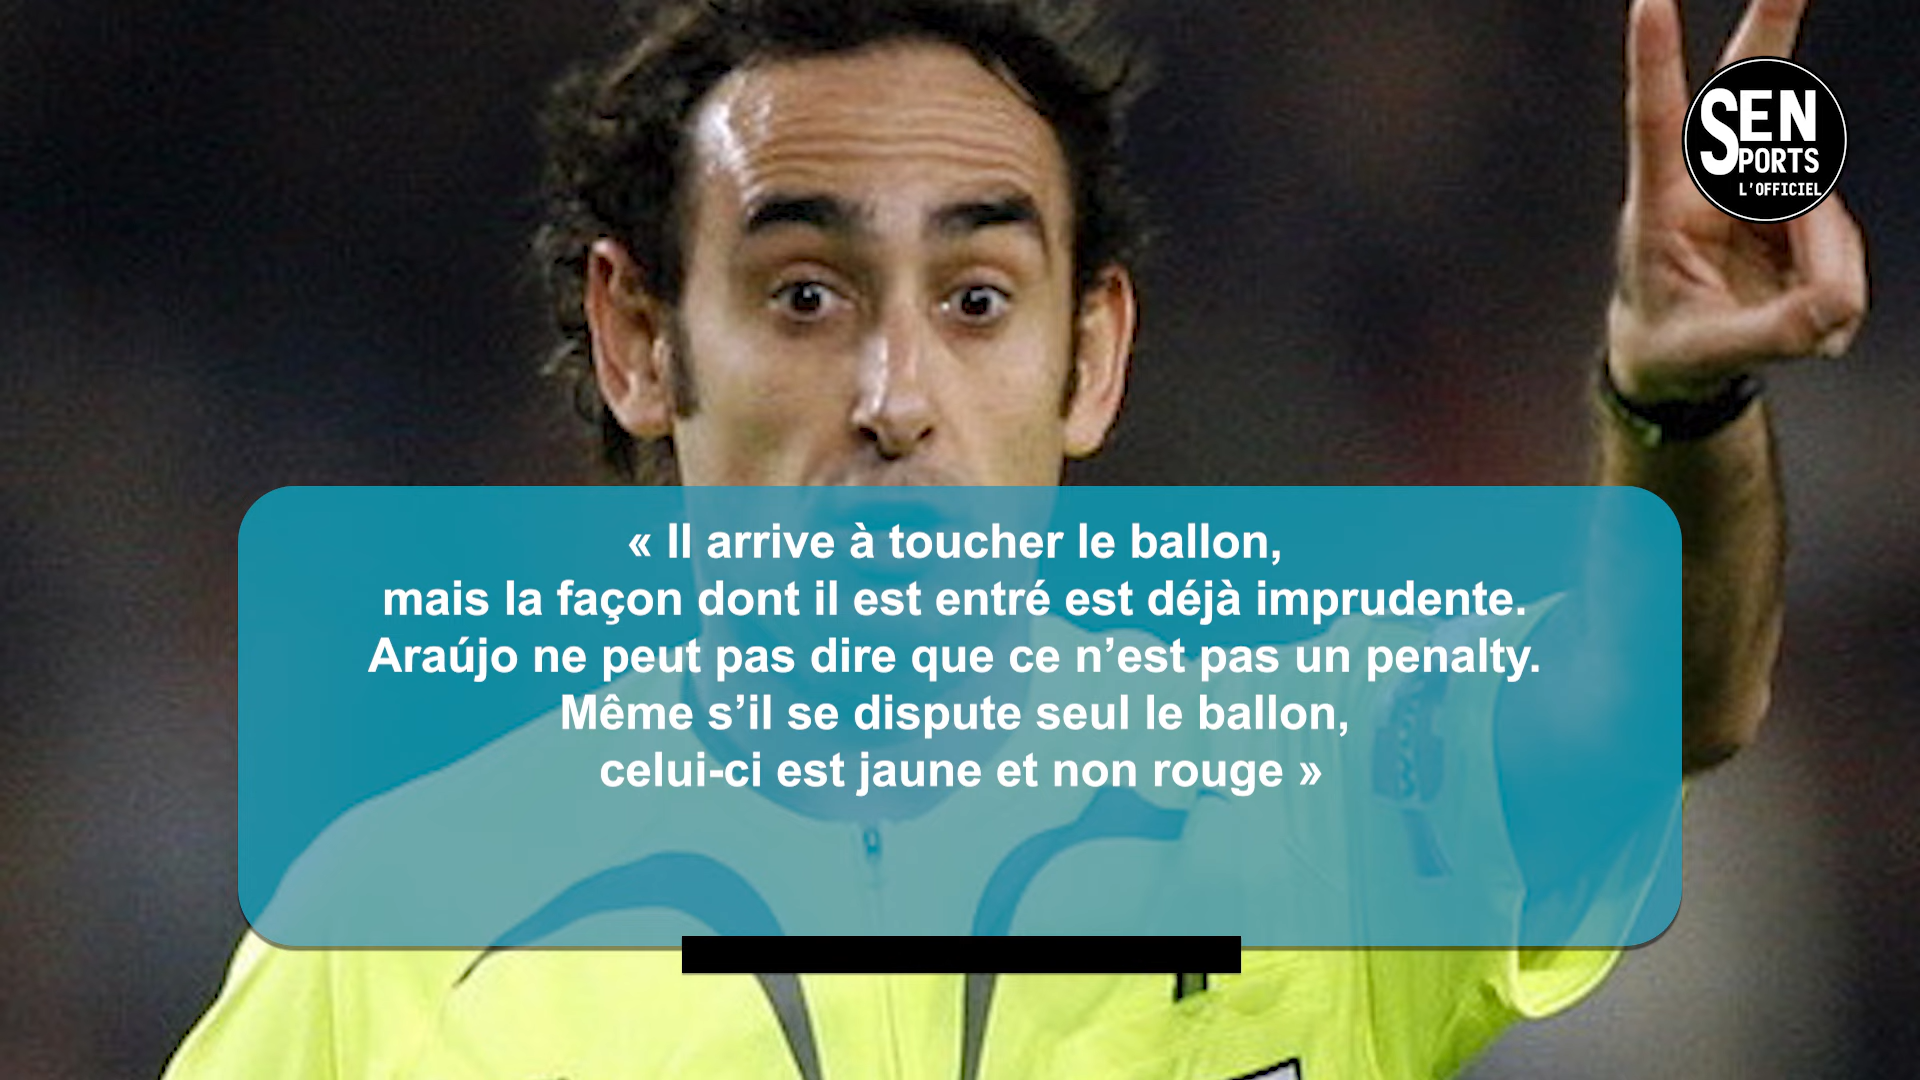 SEN
SPORTS
L'OFFICIEL
« Il arrive à toucher le ballon,
mais la façon dont il est entré est déjà imprudente.
Araújo ne peut pas dire que ce n’est pas un penalty.
Même s’il se dispute seul le ballon,
celui-ci est jaune et non rouge »